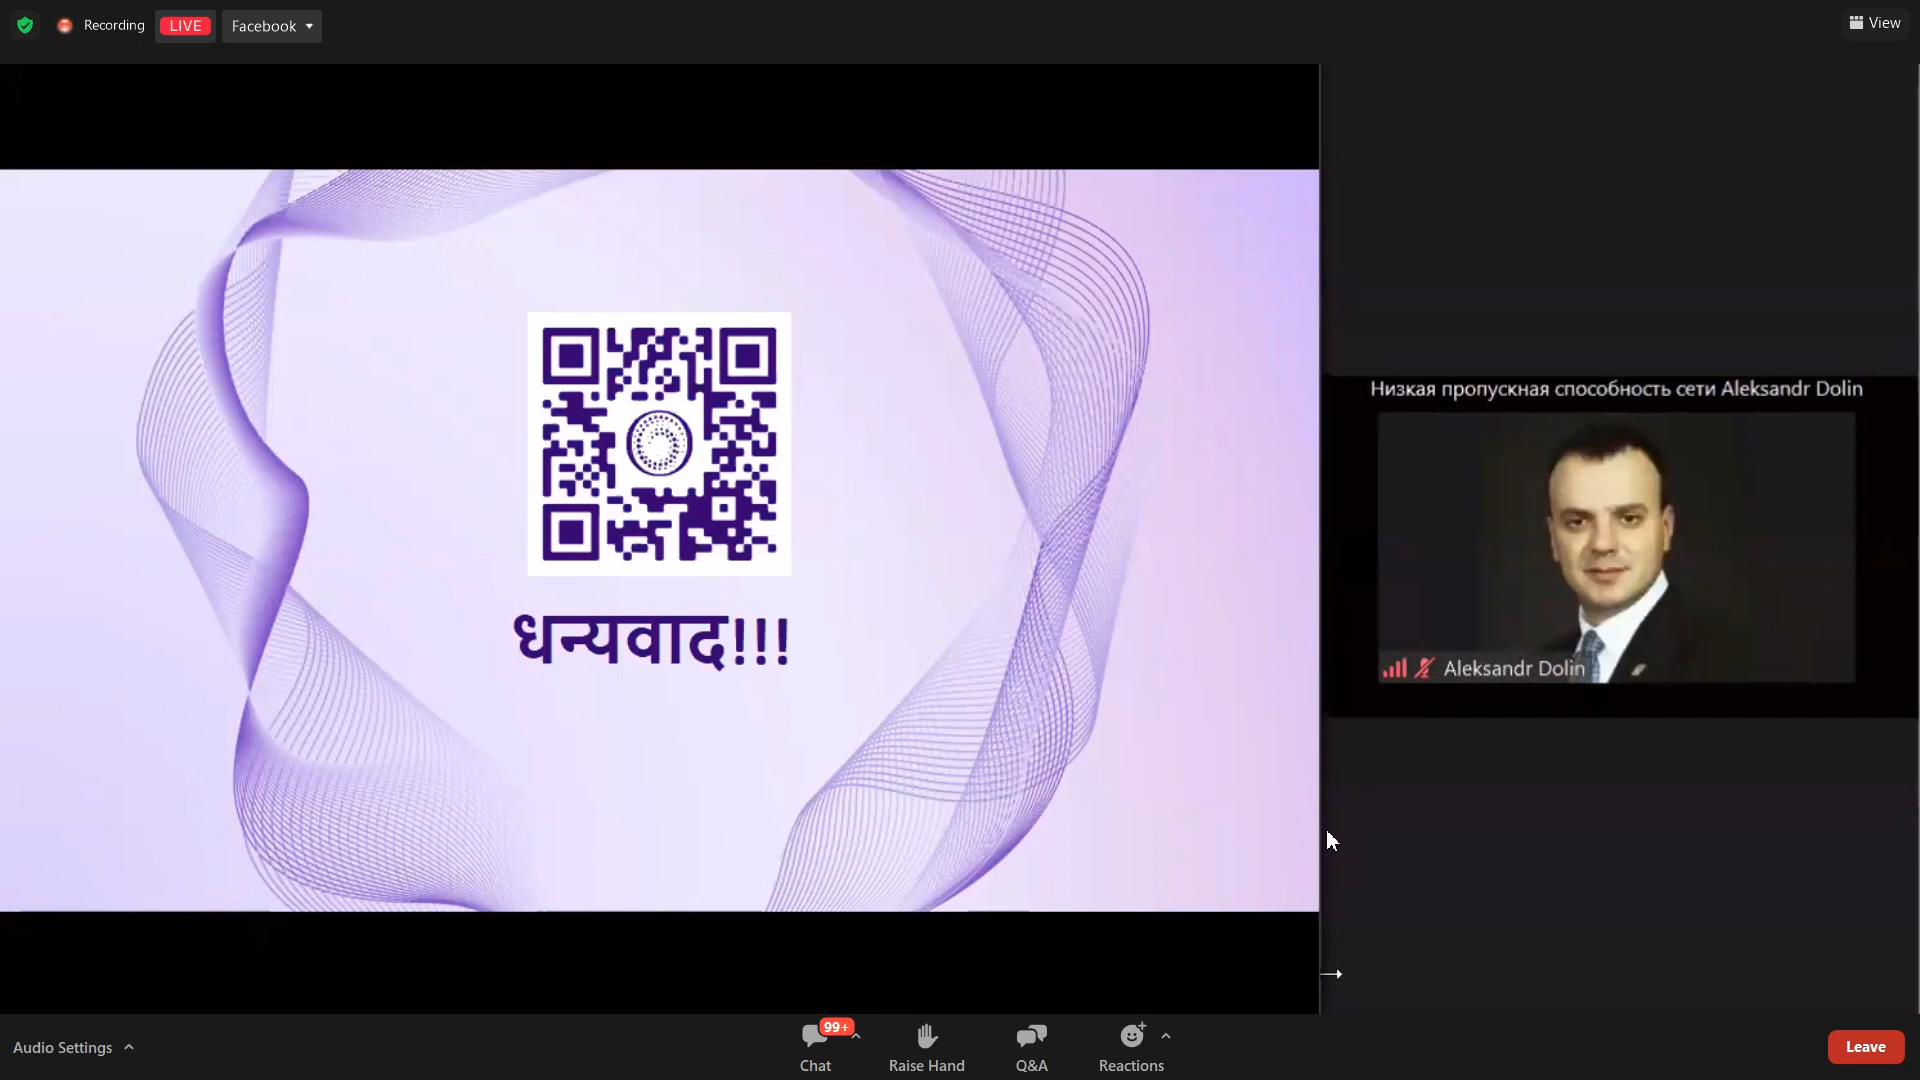 Recording
LIVE
Facebook
View
धन्यवाद!!!
Низкая пропускная способность сети Aleksandr Dolin
Aleksandr Dolin
Audio Settings
99+
Chat
Raise Hand
Q&A
Reactions
Leave